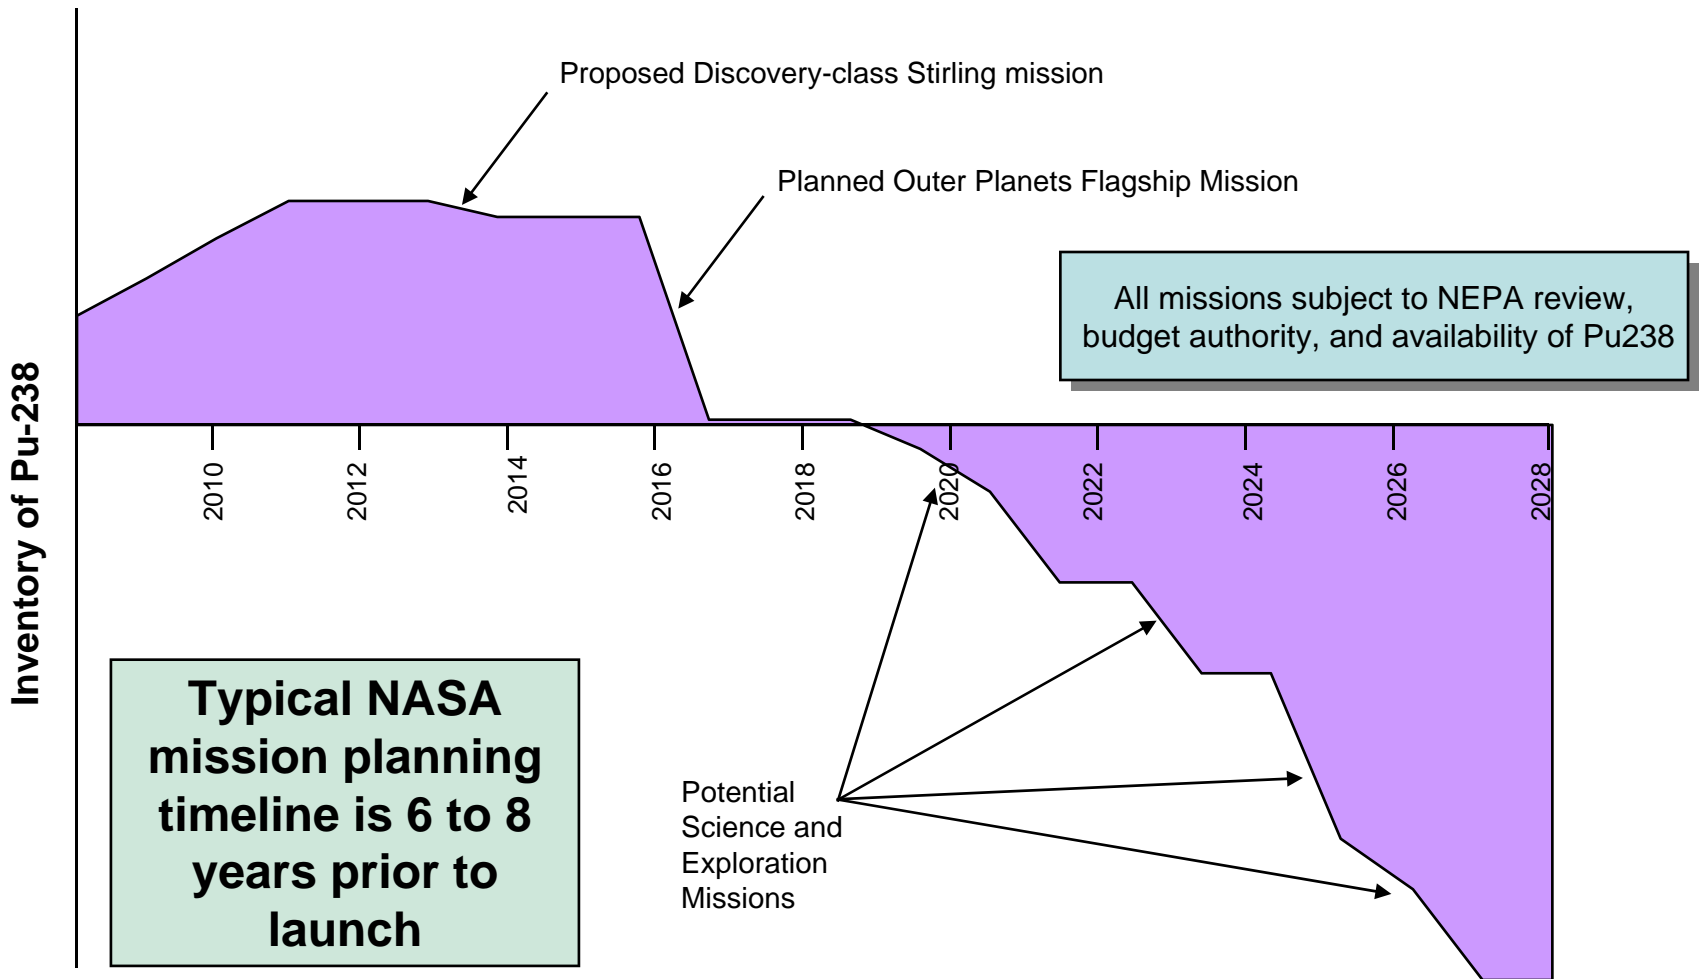 Proposed Discovery-class Stirling mission
Planned Outer Planets Flagship Mission
All missions subject to NEPA review,
budget authority, and availability of Pu238
Inventory of Pu-238
2010
2012
2014
2016
2018
2020
2022
2024
2026
2028
Typical NASA
mission planning
timeline is 6 to 8
years prior to
launch
Potential
Science and
Exploration
Missions